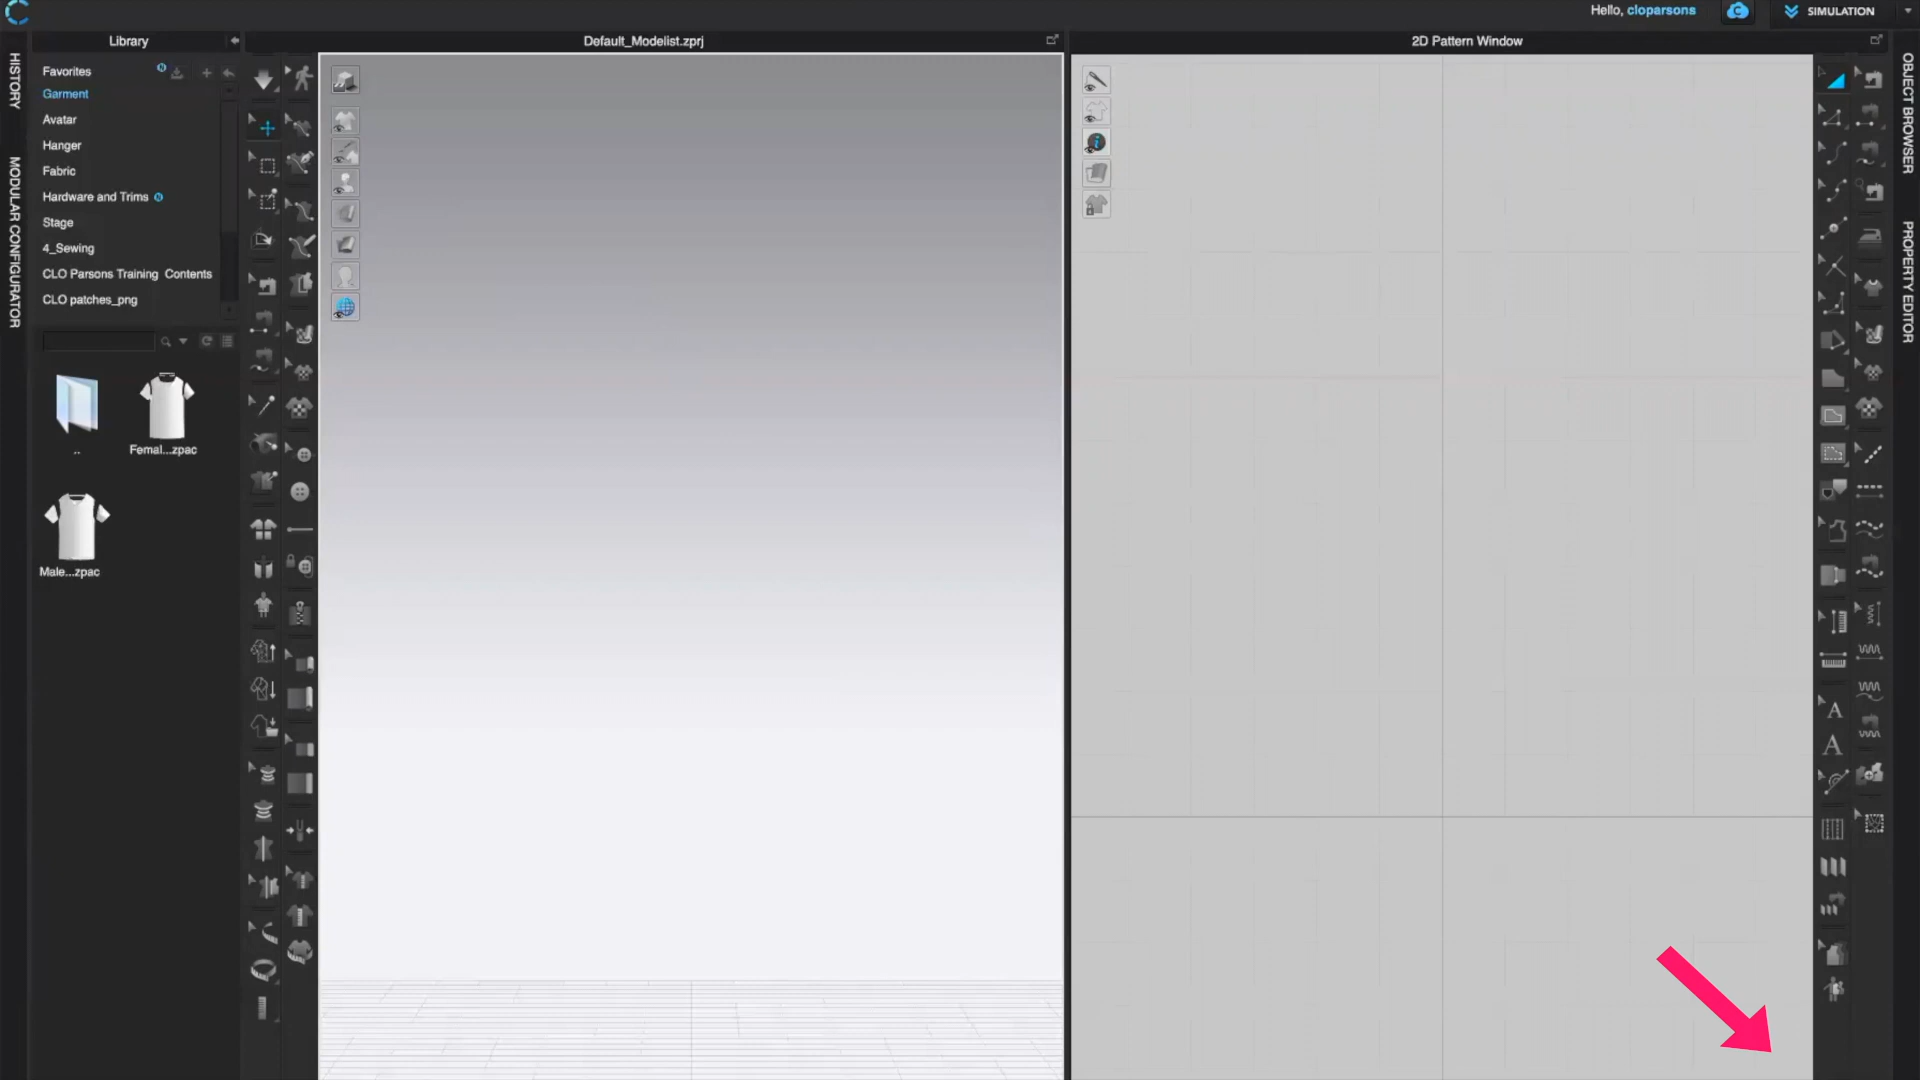 Hello, cloparsons
SIMULATION
Library
Default_Modelist.zprj
2D Pattern Window
HISTORY
MODULAR CONFIGURATOR
Favorites
Garment
Avatar
Hanger
Fabric
Hardware and Trims
Stage
4_Sewing
CLO Parsons Training Contents
CLO patches_png
..
Femal...zpac
Male...zpac
OBJECT BROWSER
PROPERTY EDITOR